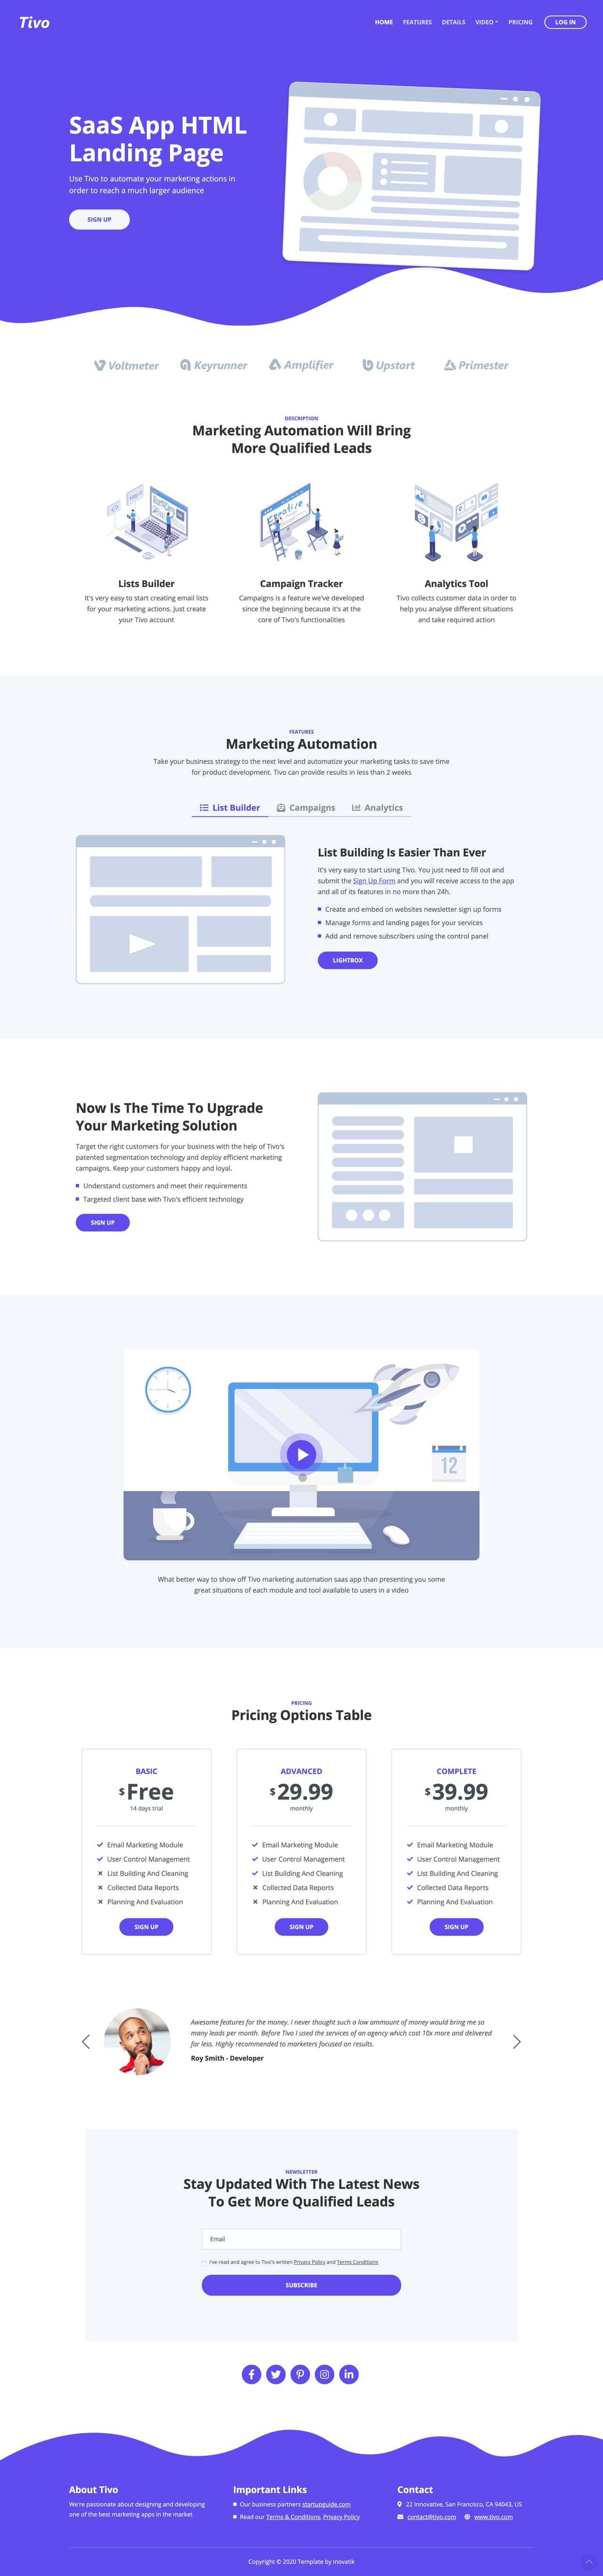 Tivo
HOME FEATURES DETAILS VIDEO PRICING LOG IN
SaaS App HTML
Landing Page
Use Tivo to automate your marketing actions in
order to reach a much larger audience
SIGN UP
Voltmeter Keyrunner Amplifier Upstart Primester
DESCRIPTION
Marketing Automation Will Bring
More Qualified Leads
Creative
Lists Builder
It's very easy to start creating email lists
for your marketing actions. Just create
your Tivo account
Campaign Tracker
Campaigns is a feature we've developed
since the beginning because it's at the
core of Tivo's functionalities
Analytics Tool
Tivo collects customer data in order to
help you analyse different situations
and take required action
FEATURES
Marketing Automation
Take your business strategy to the next level and automatize your marketing tasks to save time
for product development. Tivo can provide results in less than 2 weeks
List Builder Campaigns Analytics
List Building Is Easier Than Ever
It's very easy to start using Tivo. You just need to fill out and
submit the Sign Up Form and you will receive access to the app
and all of its features in no more than 24h.
Create and embed on websites newsletter sign up forms
Manage forms and landing pages for your services
Add and remove subscribers using the control panel
LIGHTBOX
Now Is The Time To Upgrade
Your Marketing Solution
Target the right customers for your business with the help of Tivo's
patented segmentation technology and deploy efficient marketing
campaigns. Keep your customers happy and loyal.
Understand customers and meet their requirements
Targeted client base with Tivo's efficient technology
SIGN UP
12
What better way to show off Tivo marketing automation saas app than presenting you some
great situations of each module and tool available to users in a video
PRICING
Pricing Options Table
BASIC
$Free
14 days trial
Email Marketing Module
User Control Management
List Building And Cleaning
Collected Data Reports
Planning And Evaluation
SIGN UP
ADVANCED
$29.99
monthly
Email Marketing Module
User Control Management
List Building And Cleaning
Collected Data Reports
Planning And Evaluation
SIGN UP
COMPLETE
$39.99
monthly
Email Marketing Module
User Control Management
List Building And Cleaning
Collected Data Reports
Planning And Evaluation
SIGN UP
Awesome features for the money. I never thought such a low ammount of money would bring me so
many leads per month. Before Tivo I used the services of an agency which cost 10x more and delivered
far less. Highly recommended to marketers focused on results.
Roy Smith - Developer
NEWSLETTER
Stay Updated With The Latest News
To Get More Qualified Leads
Email
I've read and agree to Tivo's written Privacy Policy and Terms Conditions
SUBSCRIBE
About Tivo
We're passionate about designing and developing
one of the best marketing apps in the market
Important Links
Our business partners startupguide.com
Read our Terms & Conditions, Privacy Policy
Contact
22 Innovative, San Francisco, CA 94043, US
contact@tivo.com www.tivo.com
Copyright © 2020 Template by Inovatik